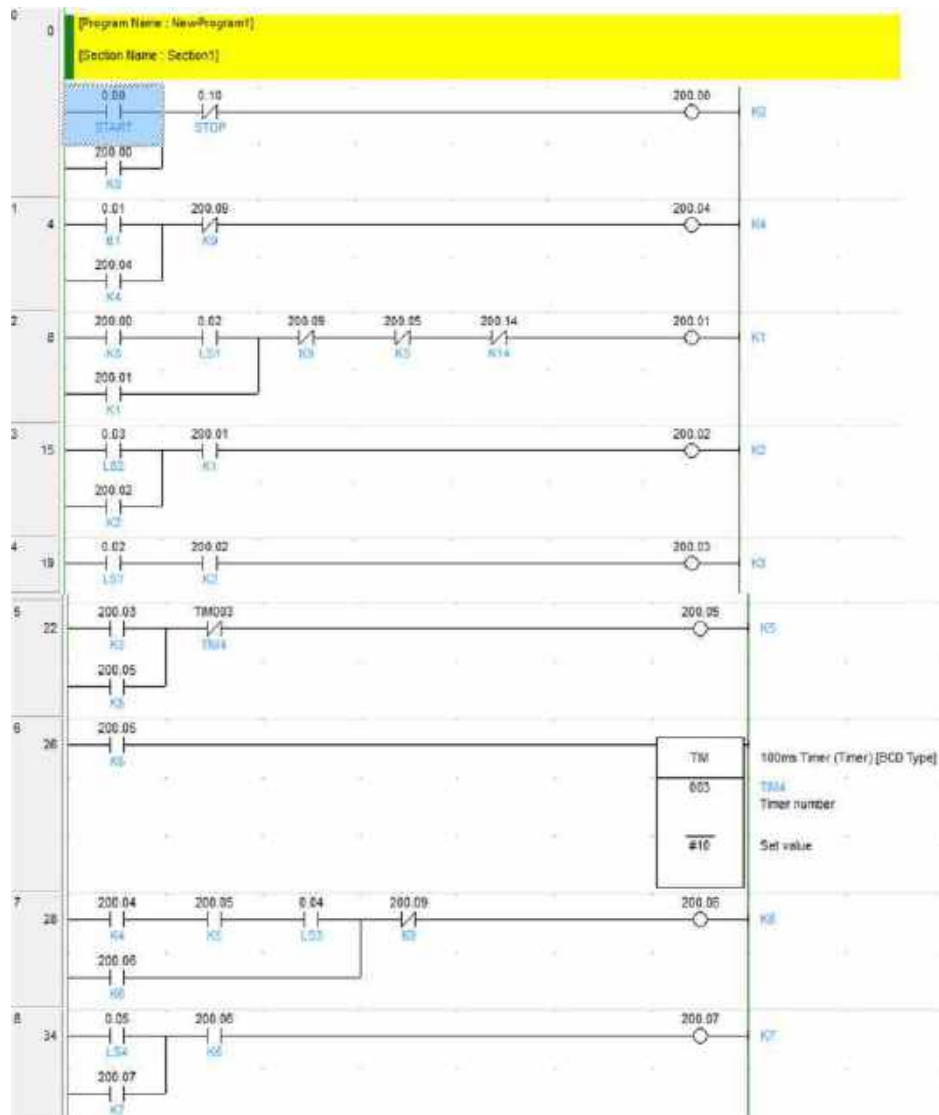 0
0
[Program Name : NewProgram1]
[Section Name : Section1]
0.00 0.10 200.00
START STOP K0
200.00
K0
1
4
0.01 200.09 200.04
B1 K9 K4
200.04
K4
2
8
200.00 0.02 200.09 200.05 200.14 200.01
K0 LS1 K9 K5 K14 K1
200.01
K1
3
15
0.03 200.01 200.02
LS2 K1 K2
200.02
K2
4
19
0.02 200.02 200.03
LS1 K2 K3
5
22
200.03 TIM003 200.05
K3 TIM4 K5
200.05
K5
6
26
200.05
K5
TIM 100ms Timer (Timer) [BCD Type]
003 TIM4
Timer number
#10 Set value
7
28
200.04 200.05 0.04 200.09 200.06
K4 K5 LS3 K9 K6
200.06
K6
8
34
0.05 200.06 200.07
LS4 K6 K7
200.07
K7